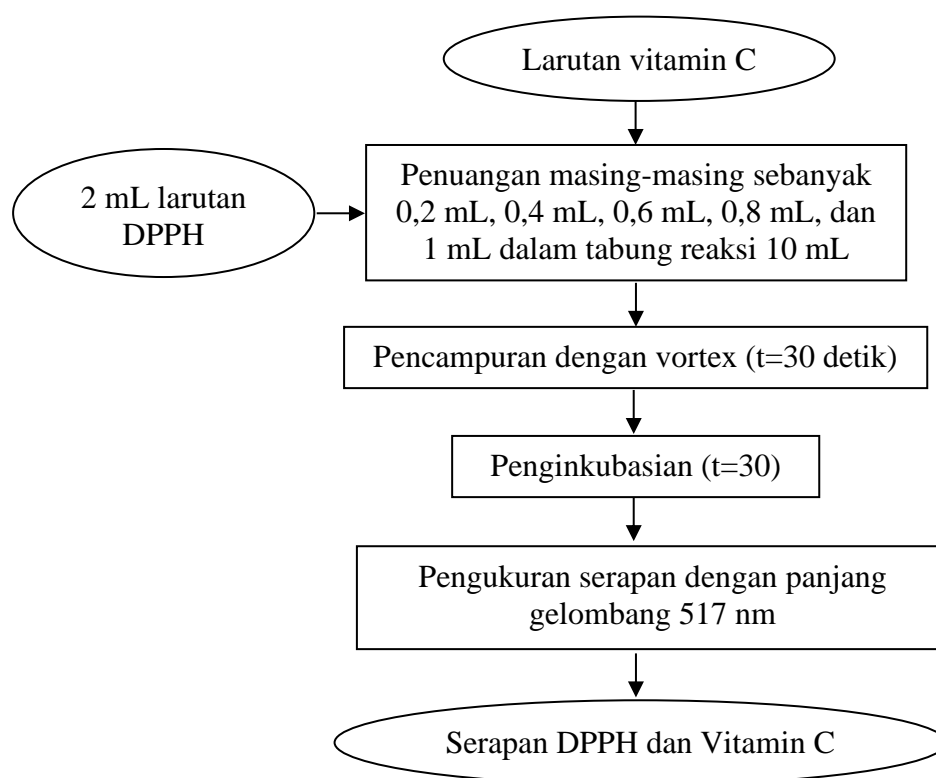 Larutan vitamin C
2 mL larutan
DPPH
Penuangan masing-masing sebanyak
0,2 mL, 0,4 mL, 0,6 mL, 0,8 mL, dan
1 mL dalam tabung reaksi 10 mL
Pencampuran dengan vortex (t=30 detik)
Penginkubasian (t=30)
Pengukuran serapan dengan panjang
gelombang 517 nm
Serapan DPPH dan Vitamin C